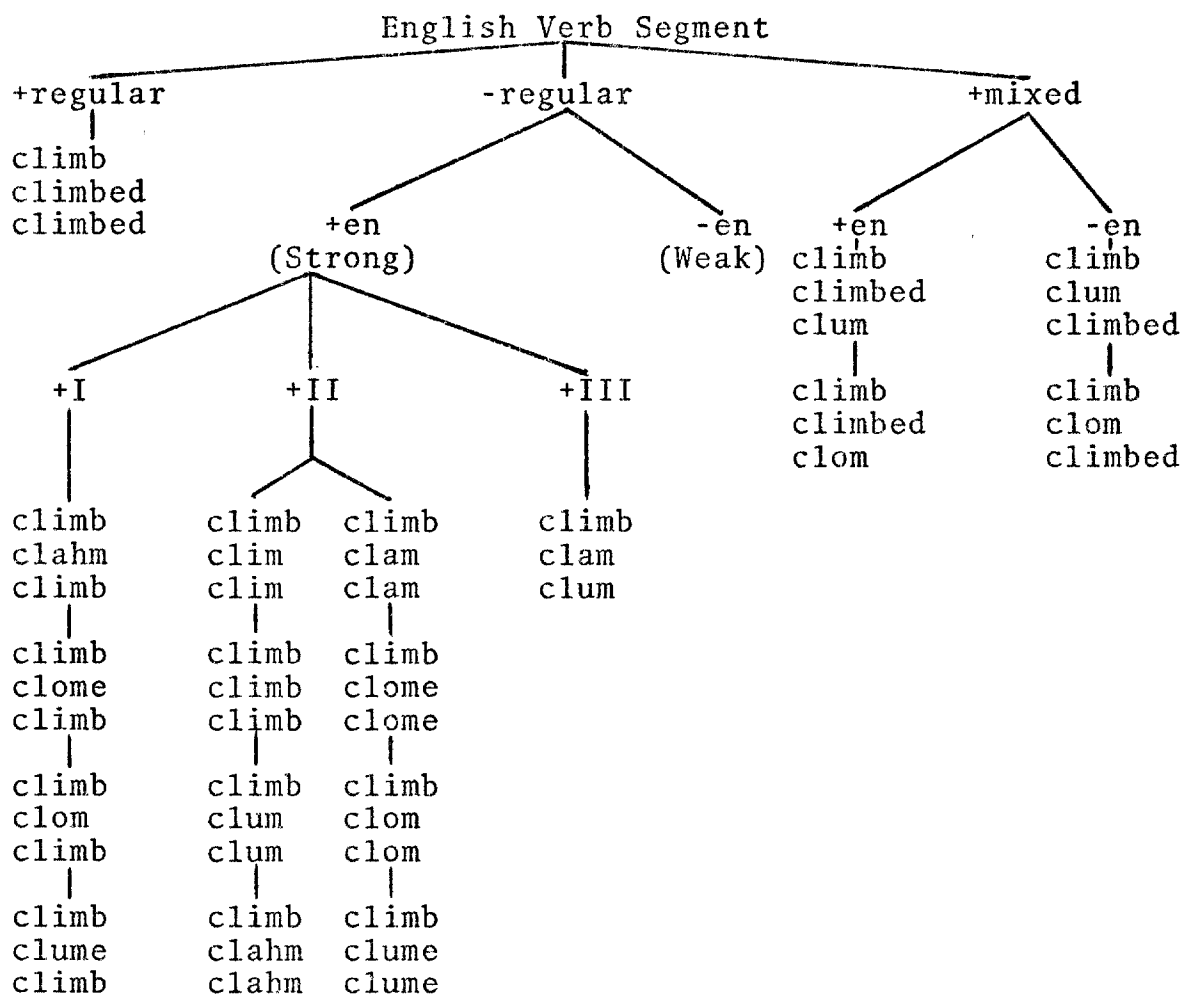 English Verb Segment
+regular -regular +mixed
climb
climbed
climbed
+en -en +en -en
(Strong) (Weak) climb climb
climbed clum
clum climbed
+I +II +III climb climb
climbed clom
clom climbed
climb climb climb climb
clahm clim clam clam
climb clim clam clum
climb climb climb
clome climb clome
climb climb clome
climb climb climb
clom clum clom
climb clum clom
climb climb climb
clume clahm clume
climb clahm clume